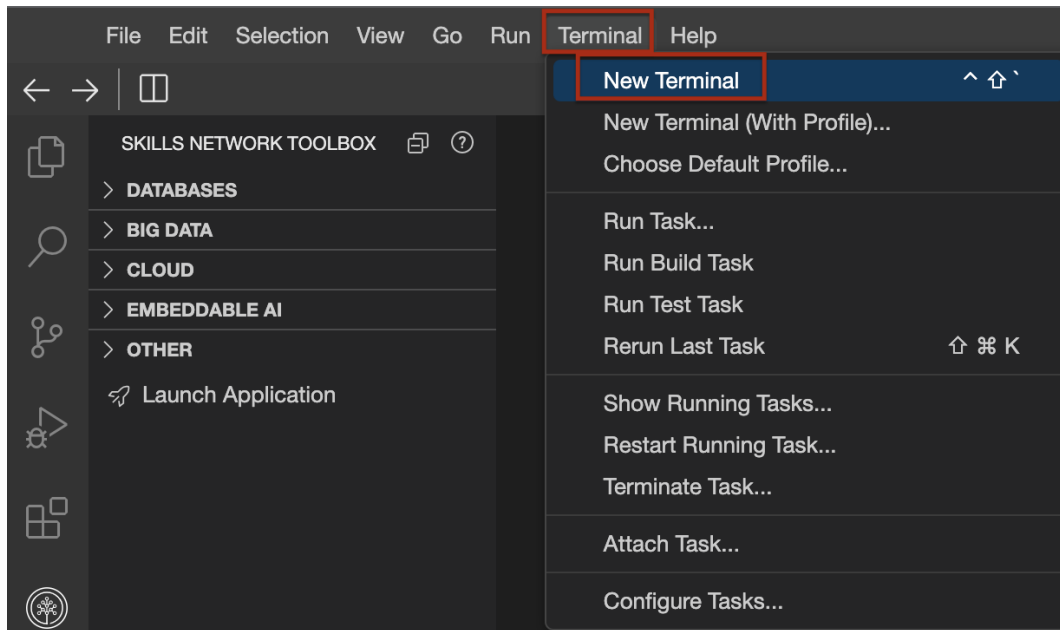 File Edit Selection View Go Run Terminal Help
New Terminal ^ ⇧ `
New Terminal (With Profile)...
Choose Default Profile...
Run Task...
Run Build Task
Run Test Task
Rerun Last Task ⇧ ⌘ K
Show Running Tasks...
Restart Running Task...
Terminate Task...
Attach Task...
Configure Tasks...
SKILLS NETWORK TOOLBOX
DATABASES
BIG DATA
CLOUD
EMBEDDABLE AI
OTHER
Launch Application